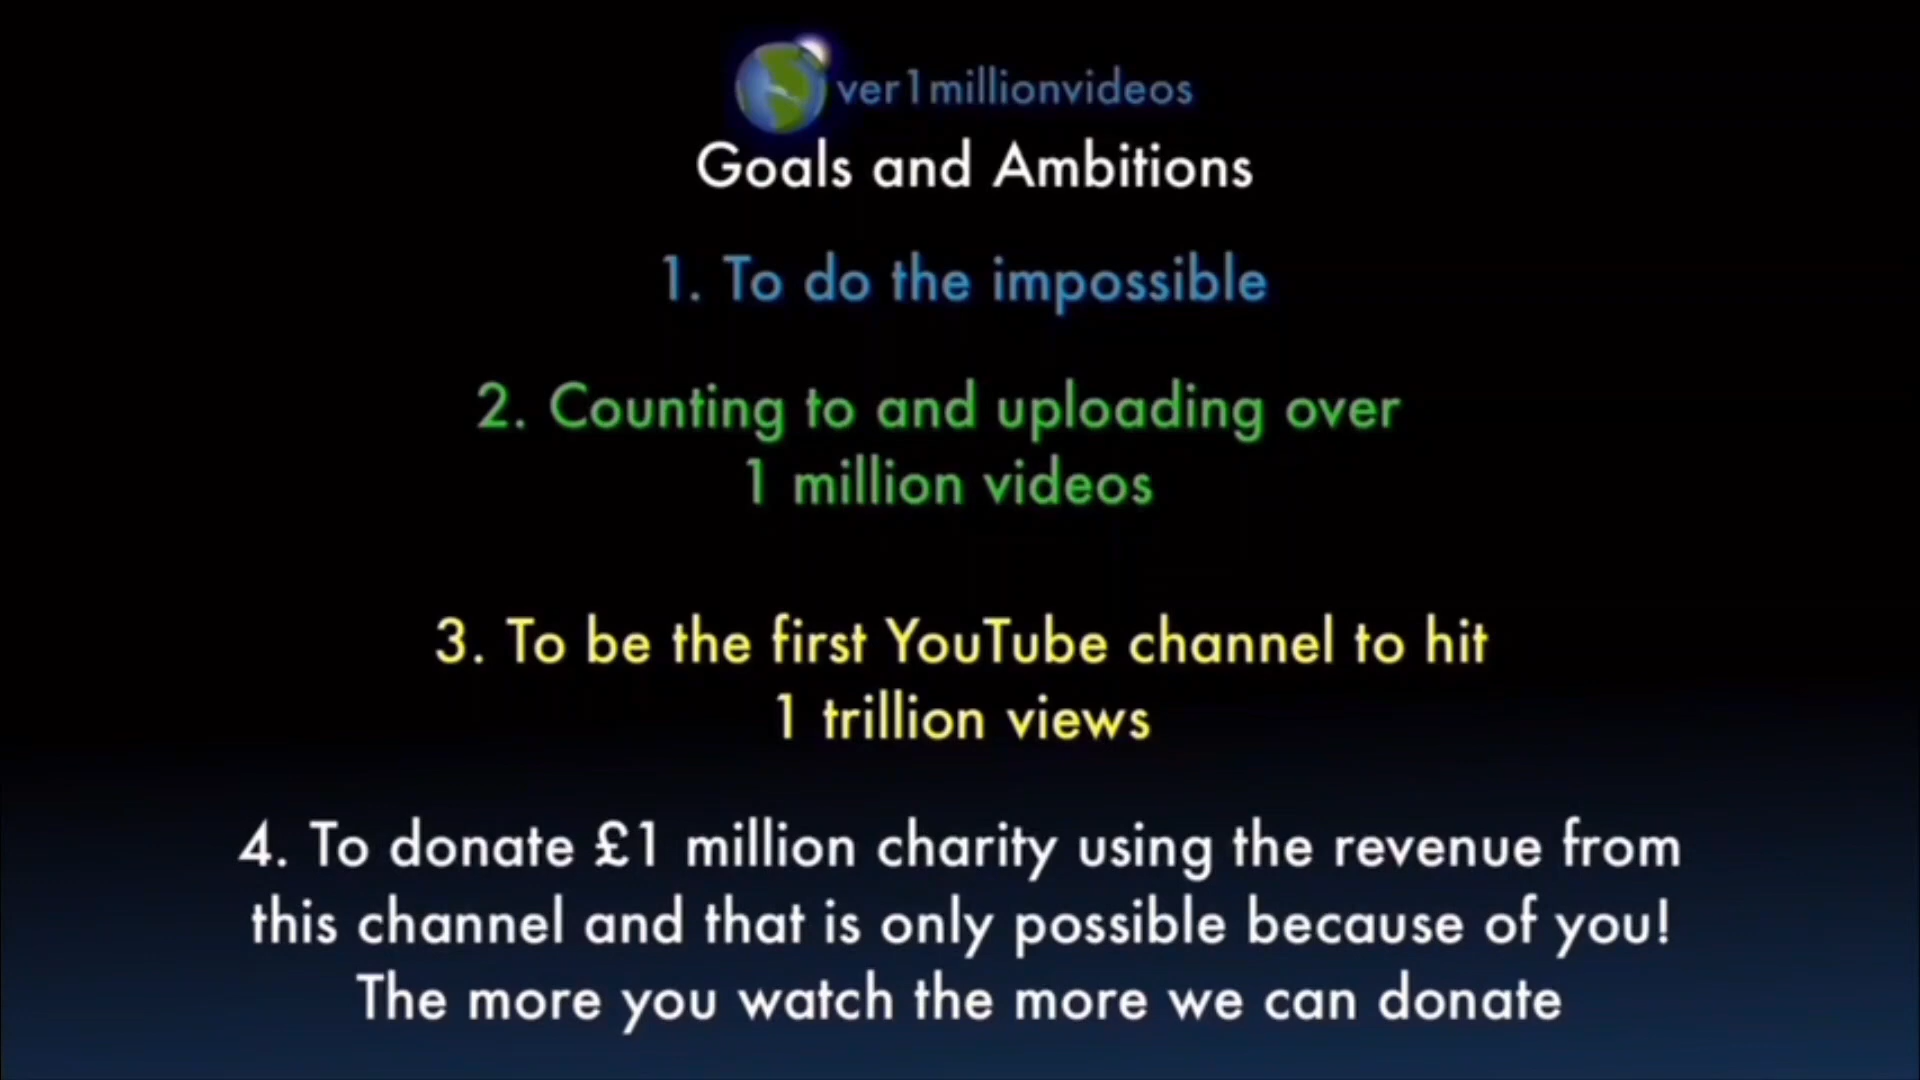 ver1millionvideos
Goals and Ambitions
1. To do the impossible
2. Counting to and uploading over
1 million videos
3. To be the first YouTube channel to hit
1 trillion views
4. To donate £1 million charity using the revenue from
this channel and that is only possible because of you!
The more you watch the more we can donate